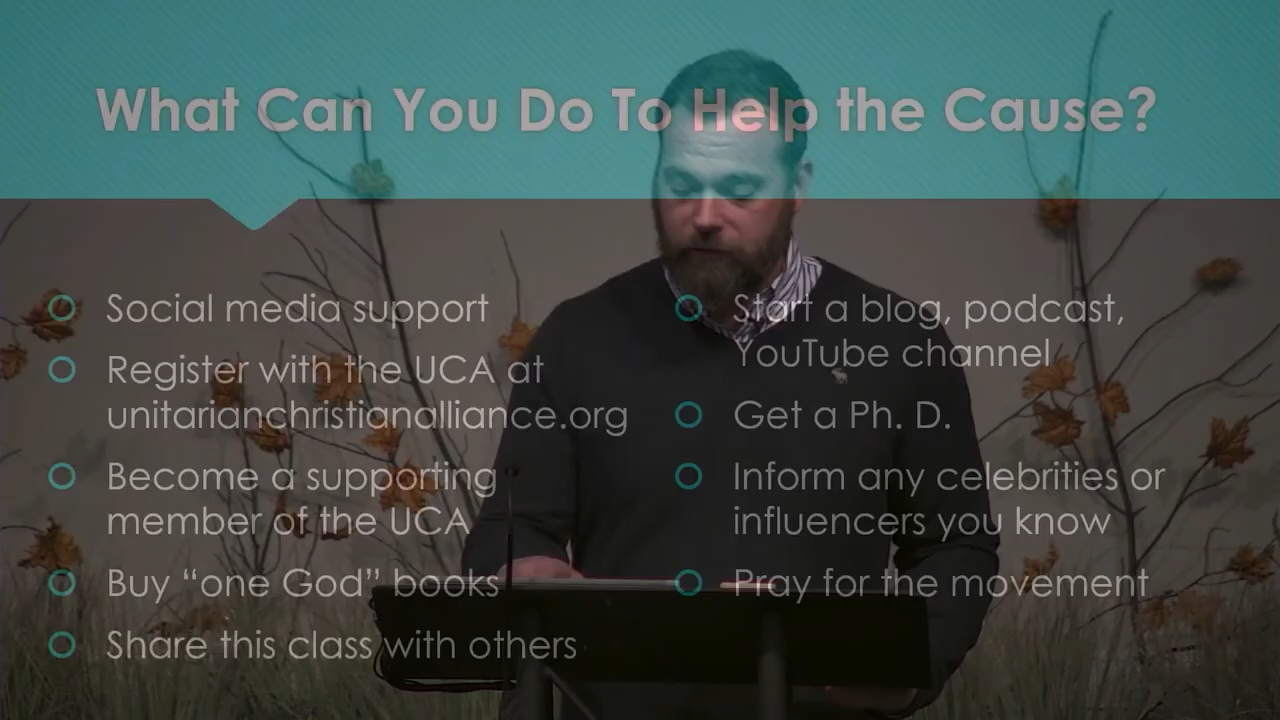 What Can You Do To Help the Cause?
Social media support
Register with the UCA at
unitarianchristianalliance.org
Become a supporting
member of the UCA
Buy “one God” books
Share this class with others
Start a blog, podcast,
YouTube channel
Get a Ph. D.
Inform any celebrities or
influencers you know
Pray for the movement